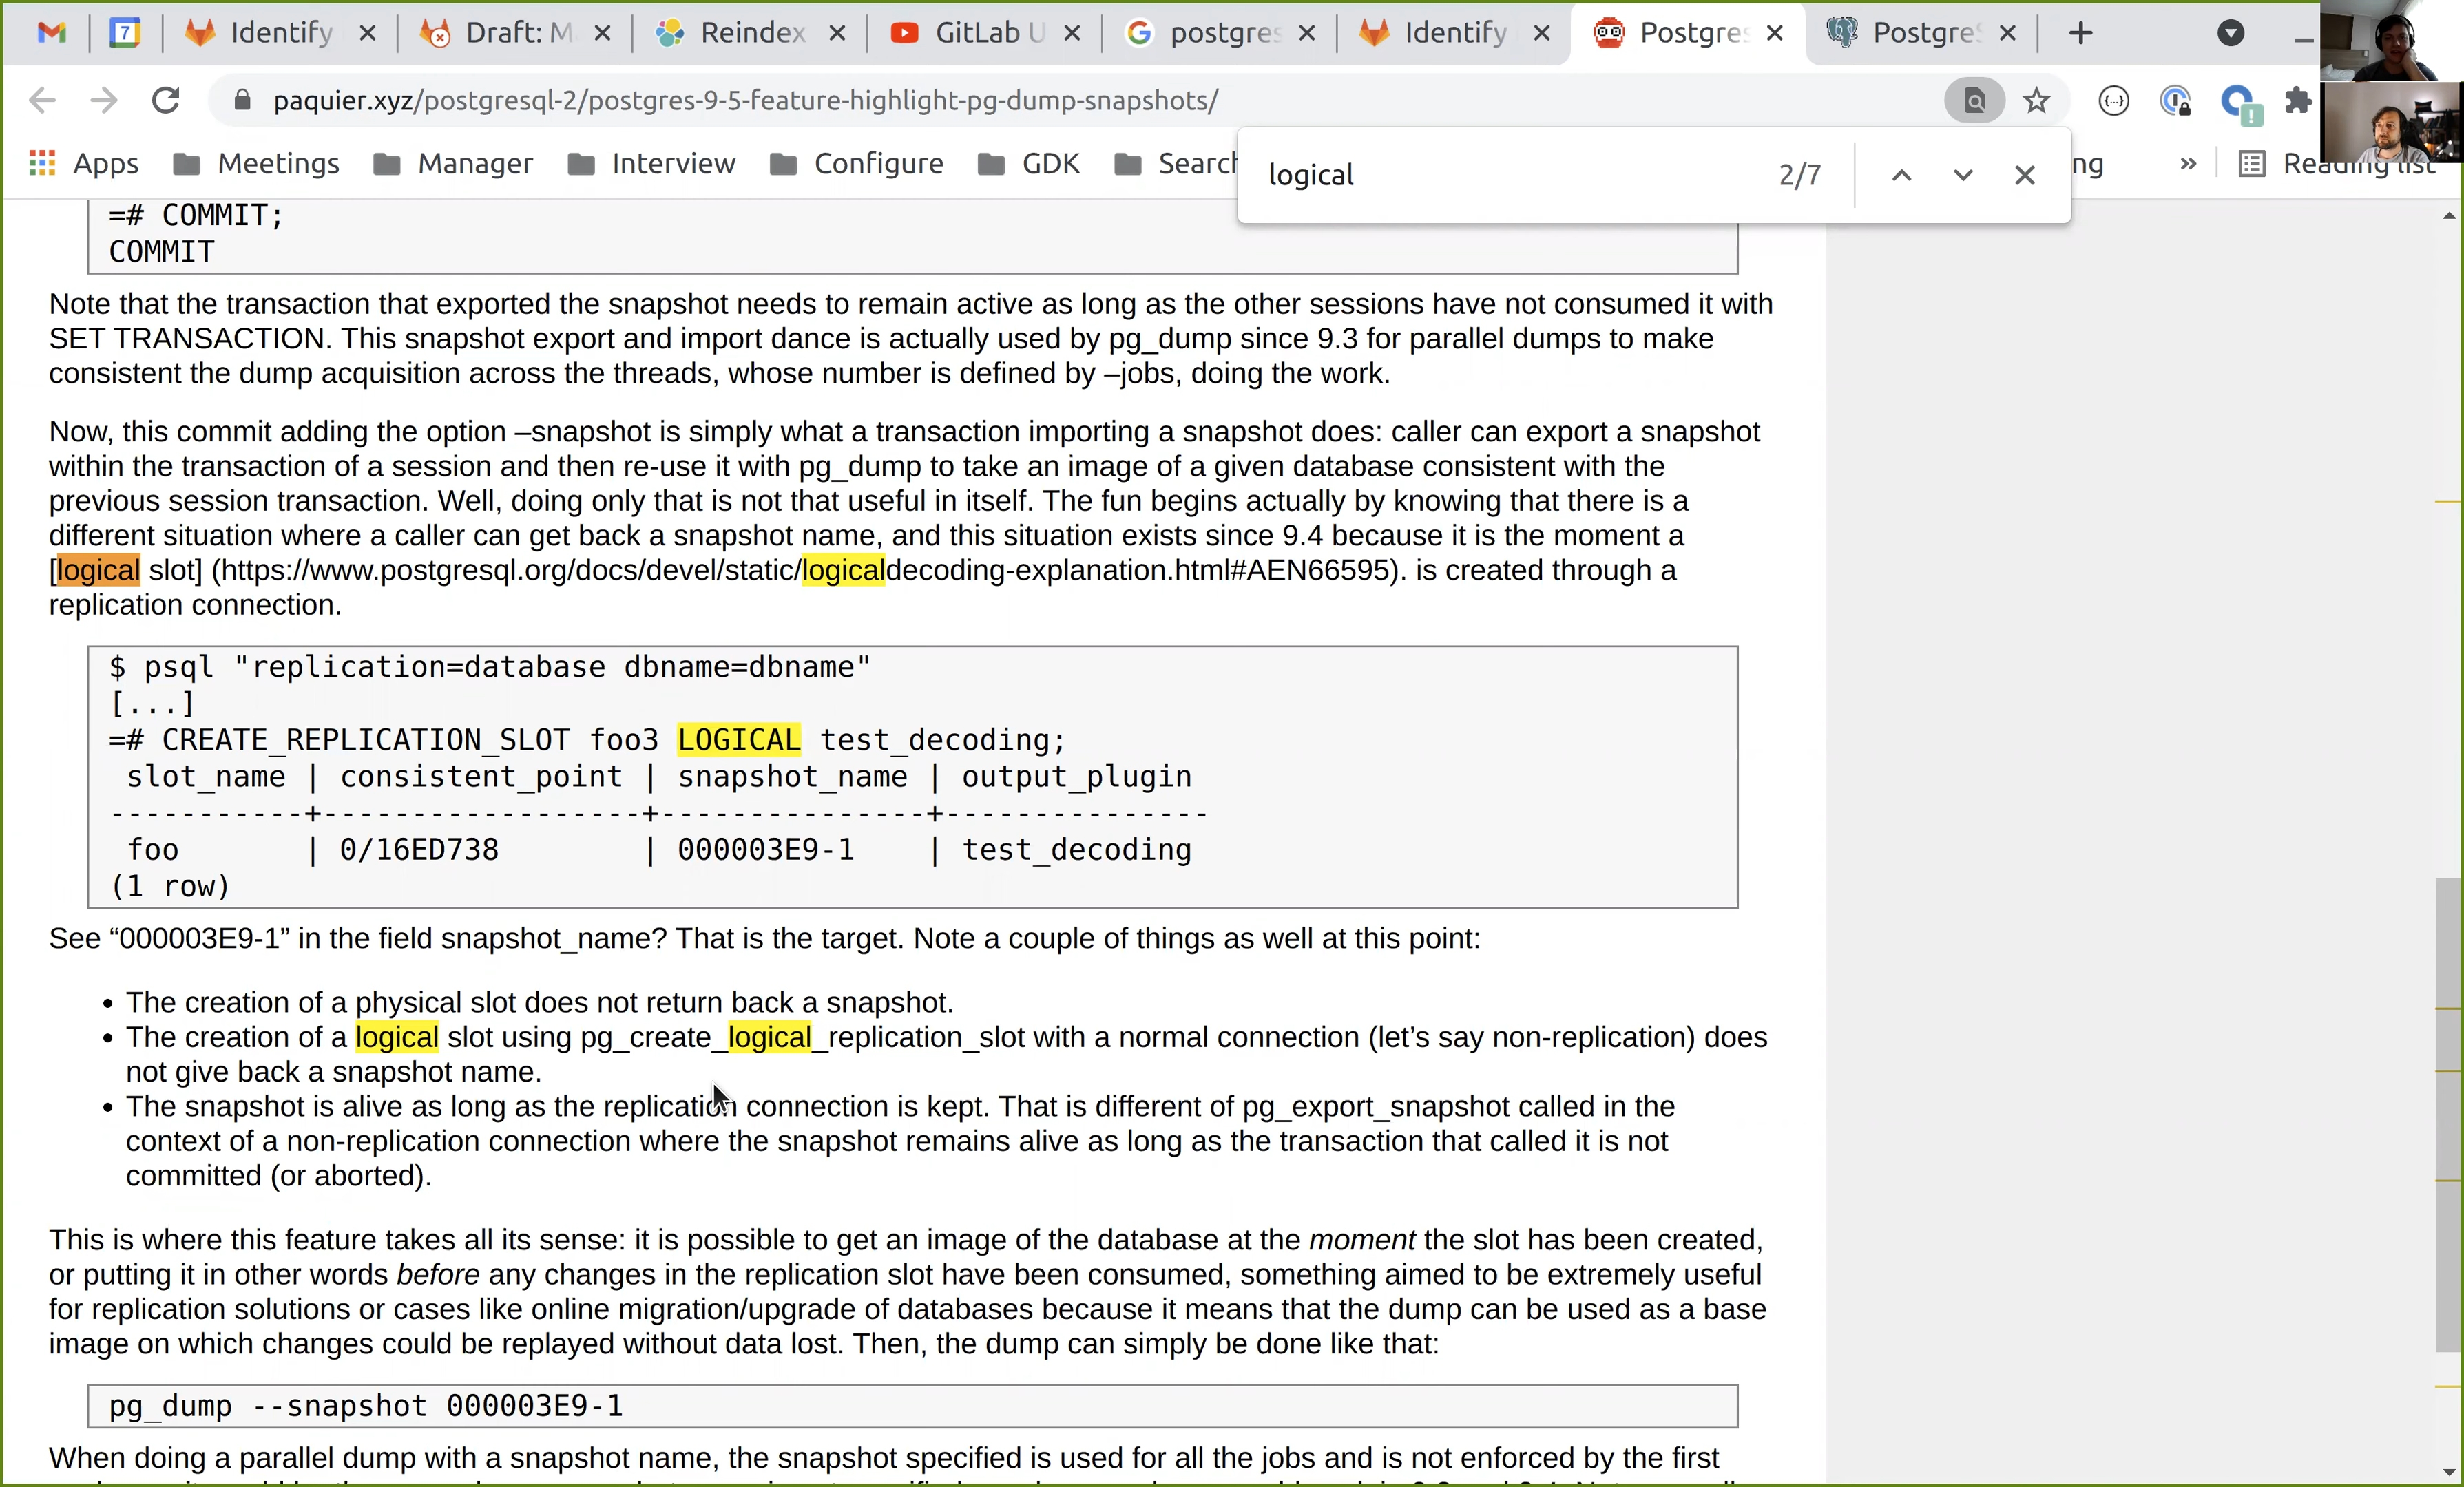 7
Identify
Draft: M
Reindex
GitLab U
postgres
Identify
Postgres
PostgreS
paquier.xyz/postgresql-2/postgres-9-5-feature-highlight-pg-dump-snapshots/
Apps
Meetings
Manager
Interview
Configure
GDK
Search
logical
2/7
ng
»
Reading list
=# COMMIT;
COMMIT
Note that the transaction that exported the snapshot needs to remain active as long as the other sessions have not consumed it with
SET TRANSACTION. This snapshot export and import dance is actually used by pg_dump since 9.3 for parallel dumps to make
consistent the dump acquisition across the threads, whose number is defined by –jobs, doing the work.
Now, this commit adding the option –snapshot is simply what a transaction importing a snapshot does: caller can export a snapshot
within the transaction of a session and then re-use it with pg_dump to take an image of a given database consistent with the
previous session transaction. Well, doing only that is not that useful in itself. The fun begins actually by knowing that there is a
different situation where a caller can get back a snapshot name, and this situation exists since 9.4 because it is the moment a
[logical slot] (https://www.postgresql.org/docs/devel/static/logicaldecoding-explanation.html#AEN66595). is created through a
replication connection.
$ psql "replication=database dbname=dbname"
[...]
=# CREATE_REPLICATION_SLOT foo3 LOGICAL test_decoding;
slot_name | consistent_point | snapshot_name | output_plugin
-----------+------------------+---------------+---------------
foo | 0/16ED738 | 000003E9-1 | test_decoding
(1 row)
See “000003E9-1” in the field snapshot_name? That is the target. Note a couple of things as well at this point:
• The creation of a physical slot does not return back a snapshot.
• The creation of a logical slot using pg_create_logical_replication_slot with a normal connection (let’s say non-replication) does
not give back a snapshot name.
• The snapshot is alive as long as the replication connection is kept. That is different of pg_export_snapshot called in the
context of a non-replication connection where the snapshot remains alive as long as the transaction that called it is not
committed (or aborted).
This is where this feature takes all its sense: it is possible to get an image of the database at the moment the slot has been created,
or putting it in other words before any changes in the replication slot have been consumed, something aimed to be extremely useful
for replication solutions or cases like online migration/upgrade of databases because it means that the dump can be used as a base
image on which changes could be replayed without data lost. Then, the dump can simply be done like that:
pg_dump --snapshot 000003E9-1
When doing a parallel dump with a snapshot name, the snapshot specified is used for all the jobs and is not enforced by the first